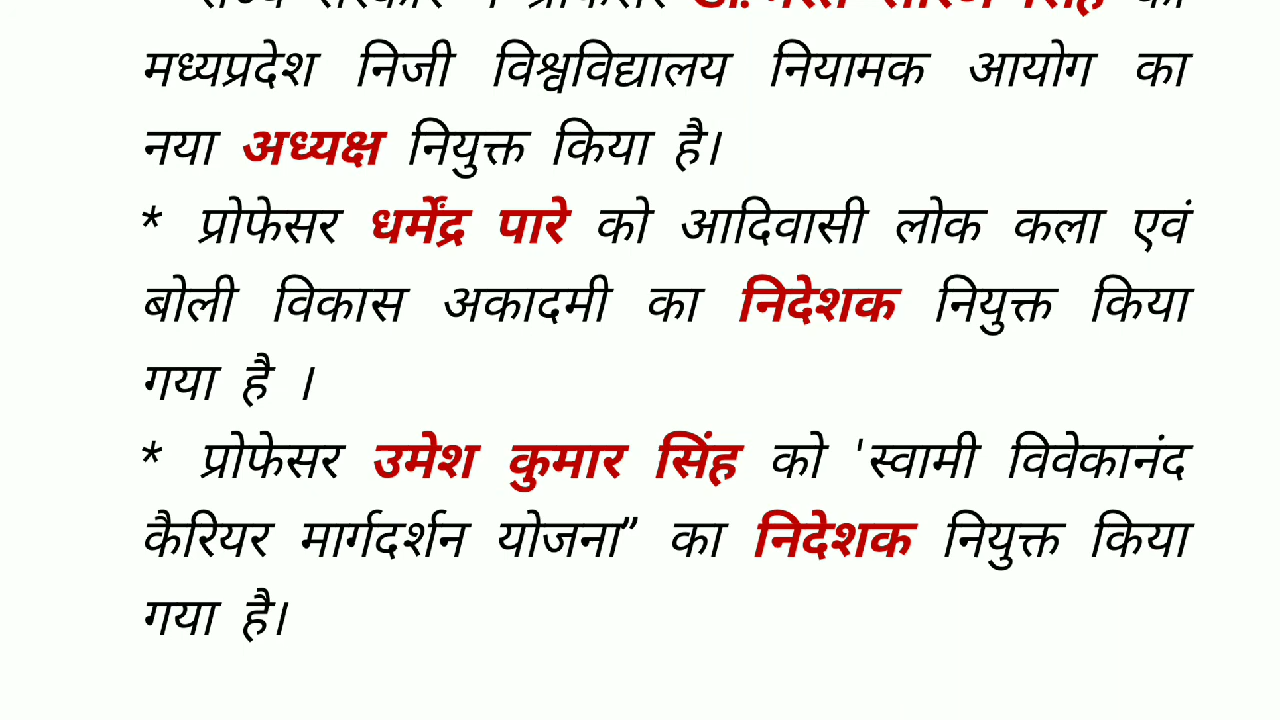 मध्यप्रदेश निजी विश्वविद्यालय नियामक आयोग का
नया अध्यक्ष नियुक्त किया है।
* प्रोफेसर धर्मेंद्र पारे को आदिवासी लोक कला एवं
बोली विकास अकादमी का निदेशक नियुक्त किया
गया है ।
* प्रोफेसर उमेश कुमार सिंह को 'स्वामी विवेकानंद
कैरियर मार्गदर्शन योजना” का निदेशक नियुक्त किया
गया है।